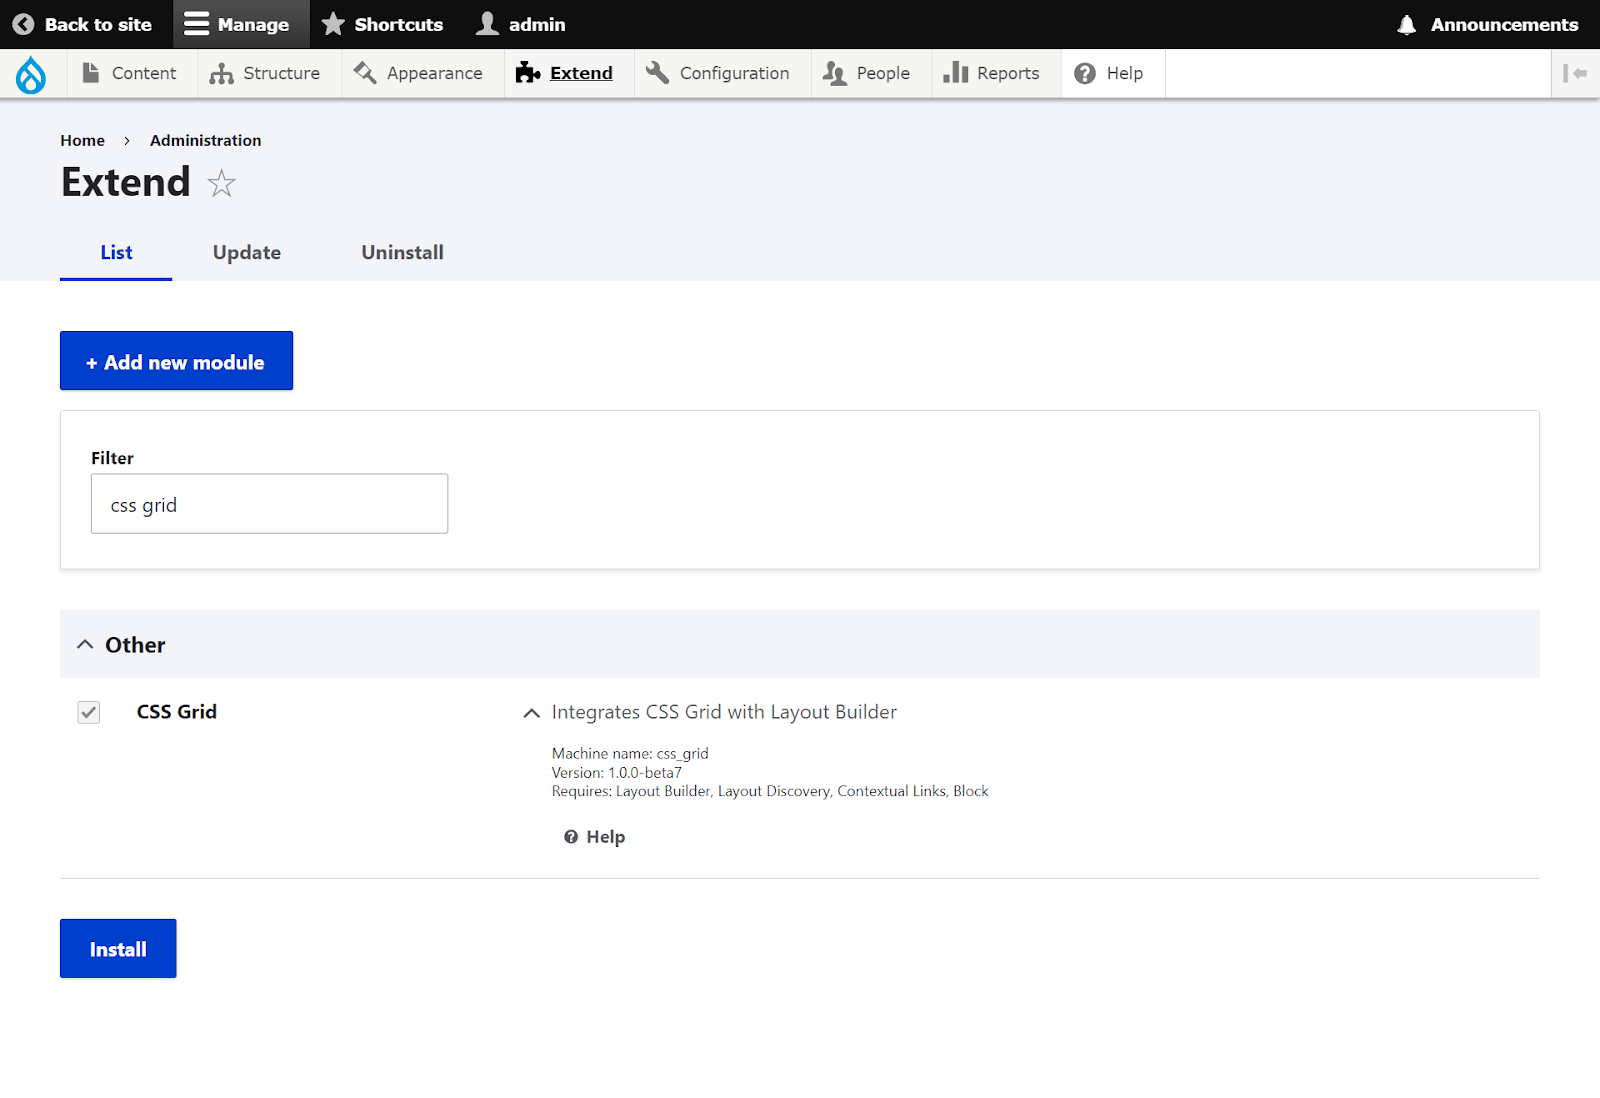 Back to site Manage Shortcuts admin Announcements
Content Structure Appearance Extend Configuration People Reports Help
Home › Administration
Extend
List Update Uninstall
+ Add new module
Filter
css grid
Other
CSS Grid Integrates CSS Grid with Layout Builder
Machine name: css_grid
Version: 1.0.0-beta7
Requires: Layout Builder, Layout Discovery, Contextual Links, Block
Help
Install